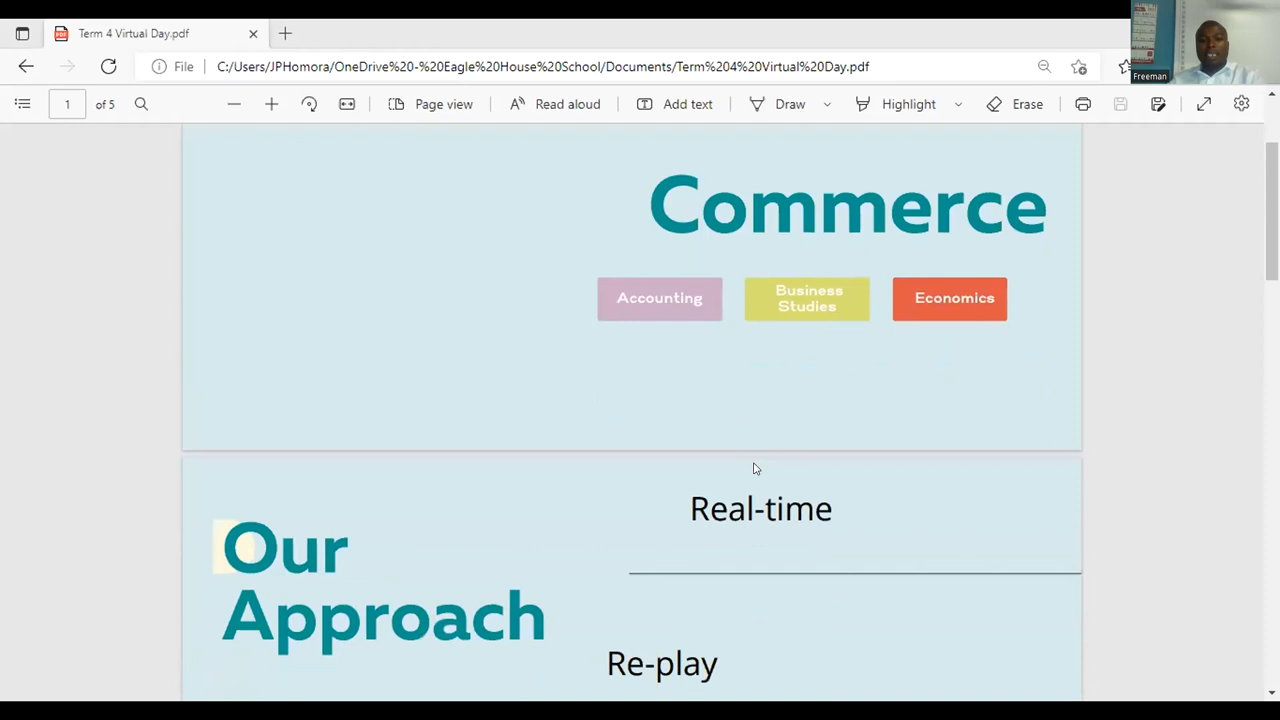 Term 4 Virtual Day.pdf
File C:/Users/JPHomora/OneDrive%20-%20Eagle%20House%20School/Documents/Term%204%20Virtual%20Day.pdf
1 of 5 Page view Read aloud Add text Draw Highlight Erase
Freeman
Commerce
Accounting
Business
Studies
Economics
Our
Approach
Real-time
Re-play